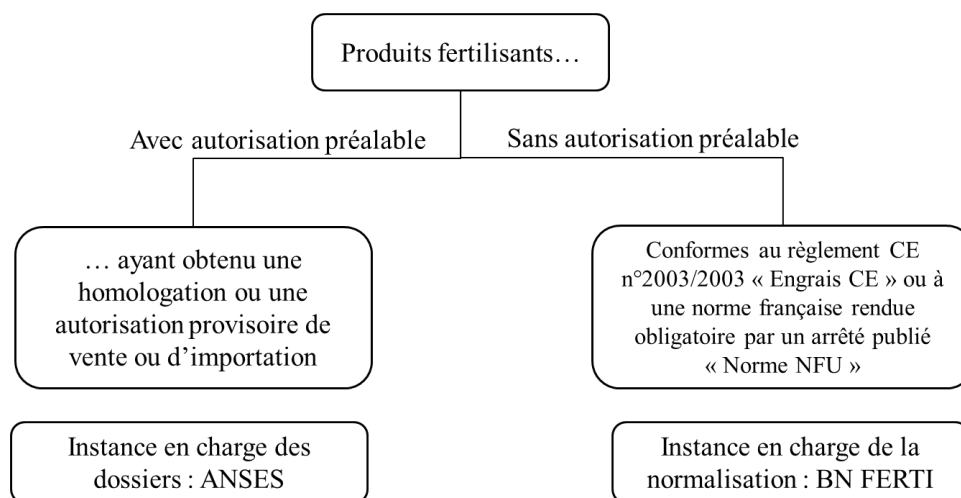 Produits fertilisants…
Avec autorisation préalable
Sans autorisation préalable
… ayant obtenu une
homologation ou une
autorisation provisoire de
vente ou d’importation
Conformes au règlement CE
n°2003/2003 « Engrais CE » ou à
une norme française rendue
obligatoire par un arrêté publié
« Norme NFU »
Instance en charge des
dossiers : ANSES
Instance en charge de la
normalisation : BN FERTI